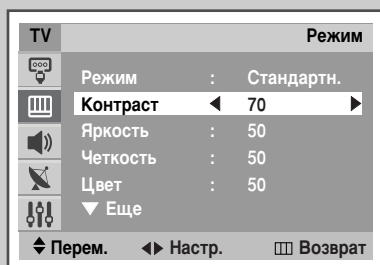 TV Режим
Режим : Стандартн.
Контраст ◀ 70 ▶
Яркость : 50
Четкость : 50
Цвет : 50
▼ Еще
Перем. Настр. Возврат